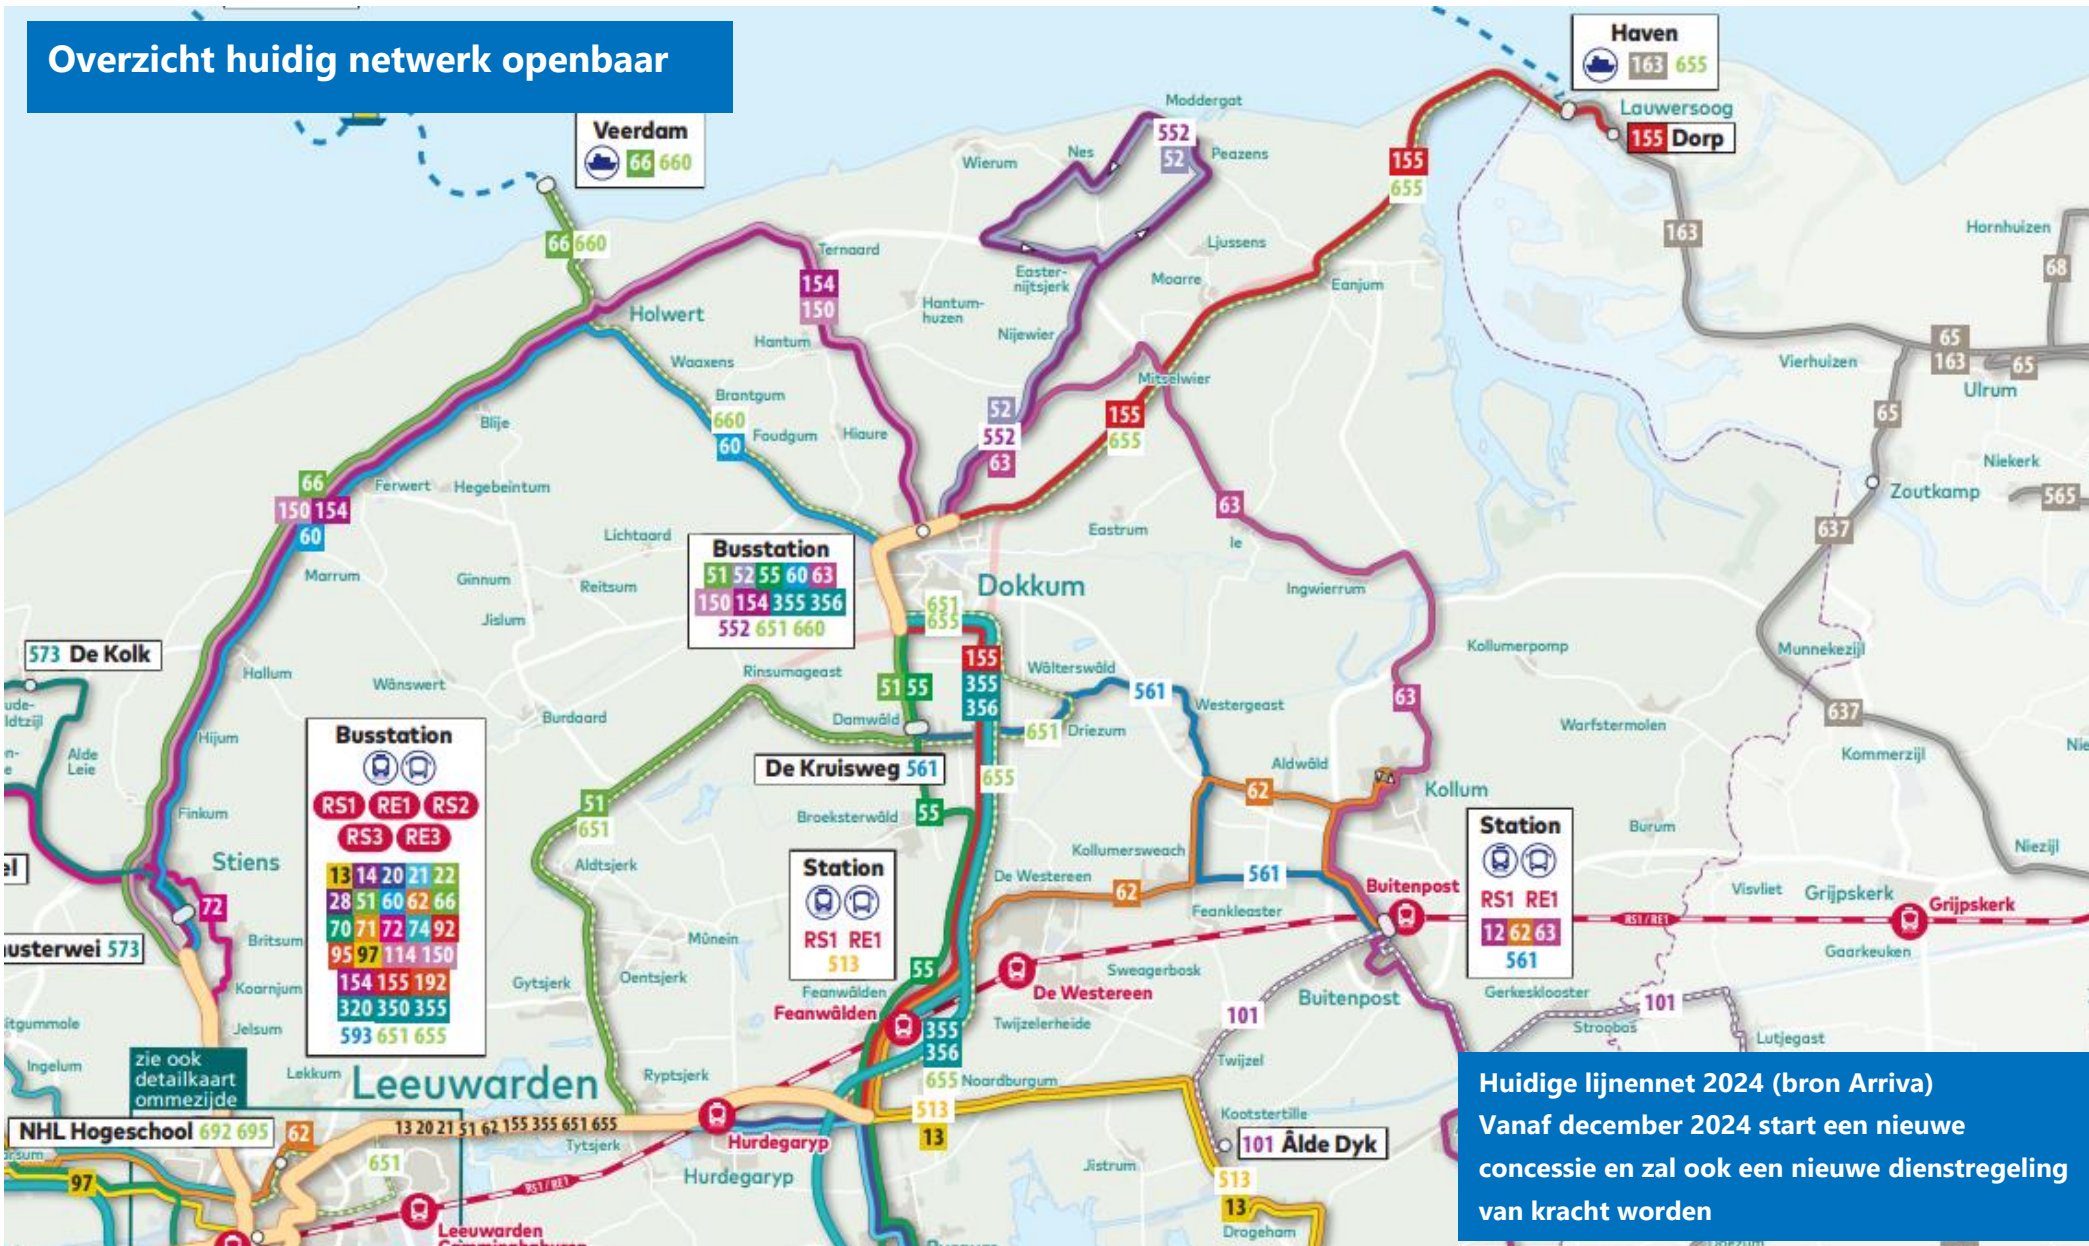 Overzicht huidig netwerk openbaar
Veerdam
66 660
Haven
163 655
Lauwersoog
155 Dorp
Moddergat
552
52
Peazens
Nes
Wierum
155
655
66 660
163
Hornhuizen
68
Ternaard
154
150
Ljussens
Easter-
nijtsjerk
Moarre
Eanjum
Holwert
Hantum-
huzen
Nijewier
Hantum
Waaxens
65
163
65
Vierhuizen
Ulrum
Mitselwier
Brantgum
660
60
Foudgum
Hiaure
52
552
63
155
655
65
Blije
Niekerk
66
150 154
60
Ferwert
Hegebeintum
63
Zoutkamp
565
637
Lichtaard
Eastrum
Ie
Busstation
51 52 55 60 63
150 154 355 356
552 651 660
Marrum
Ginnum
Reitsum
Dokkum
Ingwierrum
Jislum
651
655
573 De Kolk
Hallum
Wânswert
Rinsumageast
155
355
356
Wâlterswâld
Kollumerpomp
Munnekezijl
51 55
561
63
ude-
ldtzijl
Burdaard
Damwâld
Westergeast
637
Hijum
651
Driezum
Warfstermolen
Alde
Leie
Kommerzijl
Nie
Busstation
RS1 RE1 RS2
RS3 RE3
13 14 20 21 22
28 51 60 62 66
70 71 72 74 92
95 97 114 150
154 155 192
320 350 355
593 651 655
De Kruisweg 561
655
Aldwâld
62
Kollum
Finkum
51
651
Broeksterwâld
55
Station
RS1 RE1
12 62 63
561
Burum
Niezijl
Stiens
Aldtsjerk
Station
RS1 RE1
513
Kollumersweach
De Westereen
62
561
Buitenpost
Visvliet
Grijpskerk
Grijpskerk
RS1/RE1
el
72
Feankleaster
usterwei 573
Britsum
Mûnein
Gaarkeuken
Koarnjum
Gytsjerk
Oentsjerk
55
Sweagerbosk
De Westereen
Buitenpost
Gerkesklooster
Feanwâlden
Feanwâlden
101
101
Stroobos
Lutjegast
itgummole
Jelsum
355
356
655
Twijzelerheide
Twijzel
zie ook
detailkaart
ommezijde
Ingelum
Lekkum
Leeuwarden
Ryptsjerk
Noardburgum
513
13
Kootstertille
NHL Hogeschool 692 695
62
13 20 21 51 62 155 355 651 655
Tytsjerk
Hurdegaryp
Hurdegaryp
101 Âlde Dyk
651
97
RS1/RE1
Jistrum
513
13
Drogeham
Leeuwarden
Huidige lijnennet 2024 (bron Arriva)
Vanaf december 2024 start een nieuwe
concessie en zal ook een nieuwe dienstregeling
van kracht worden